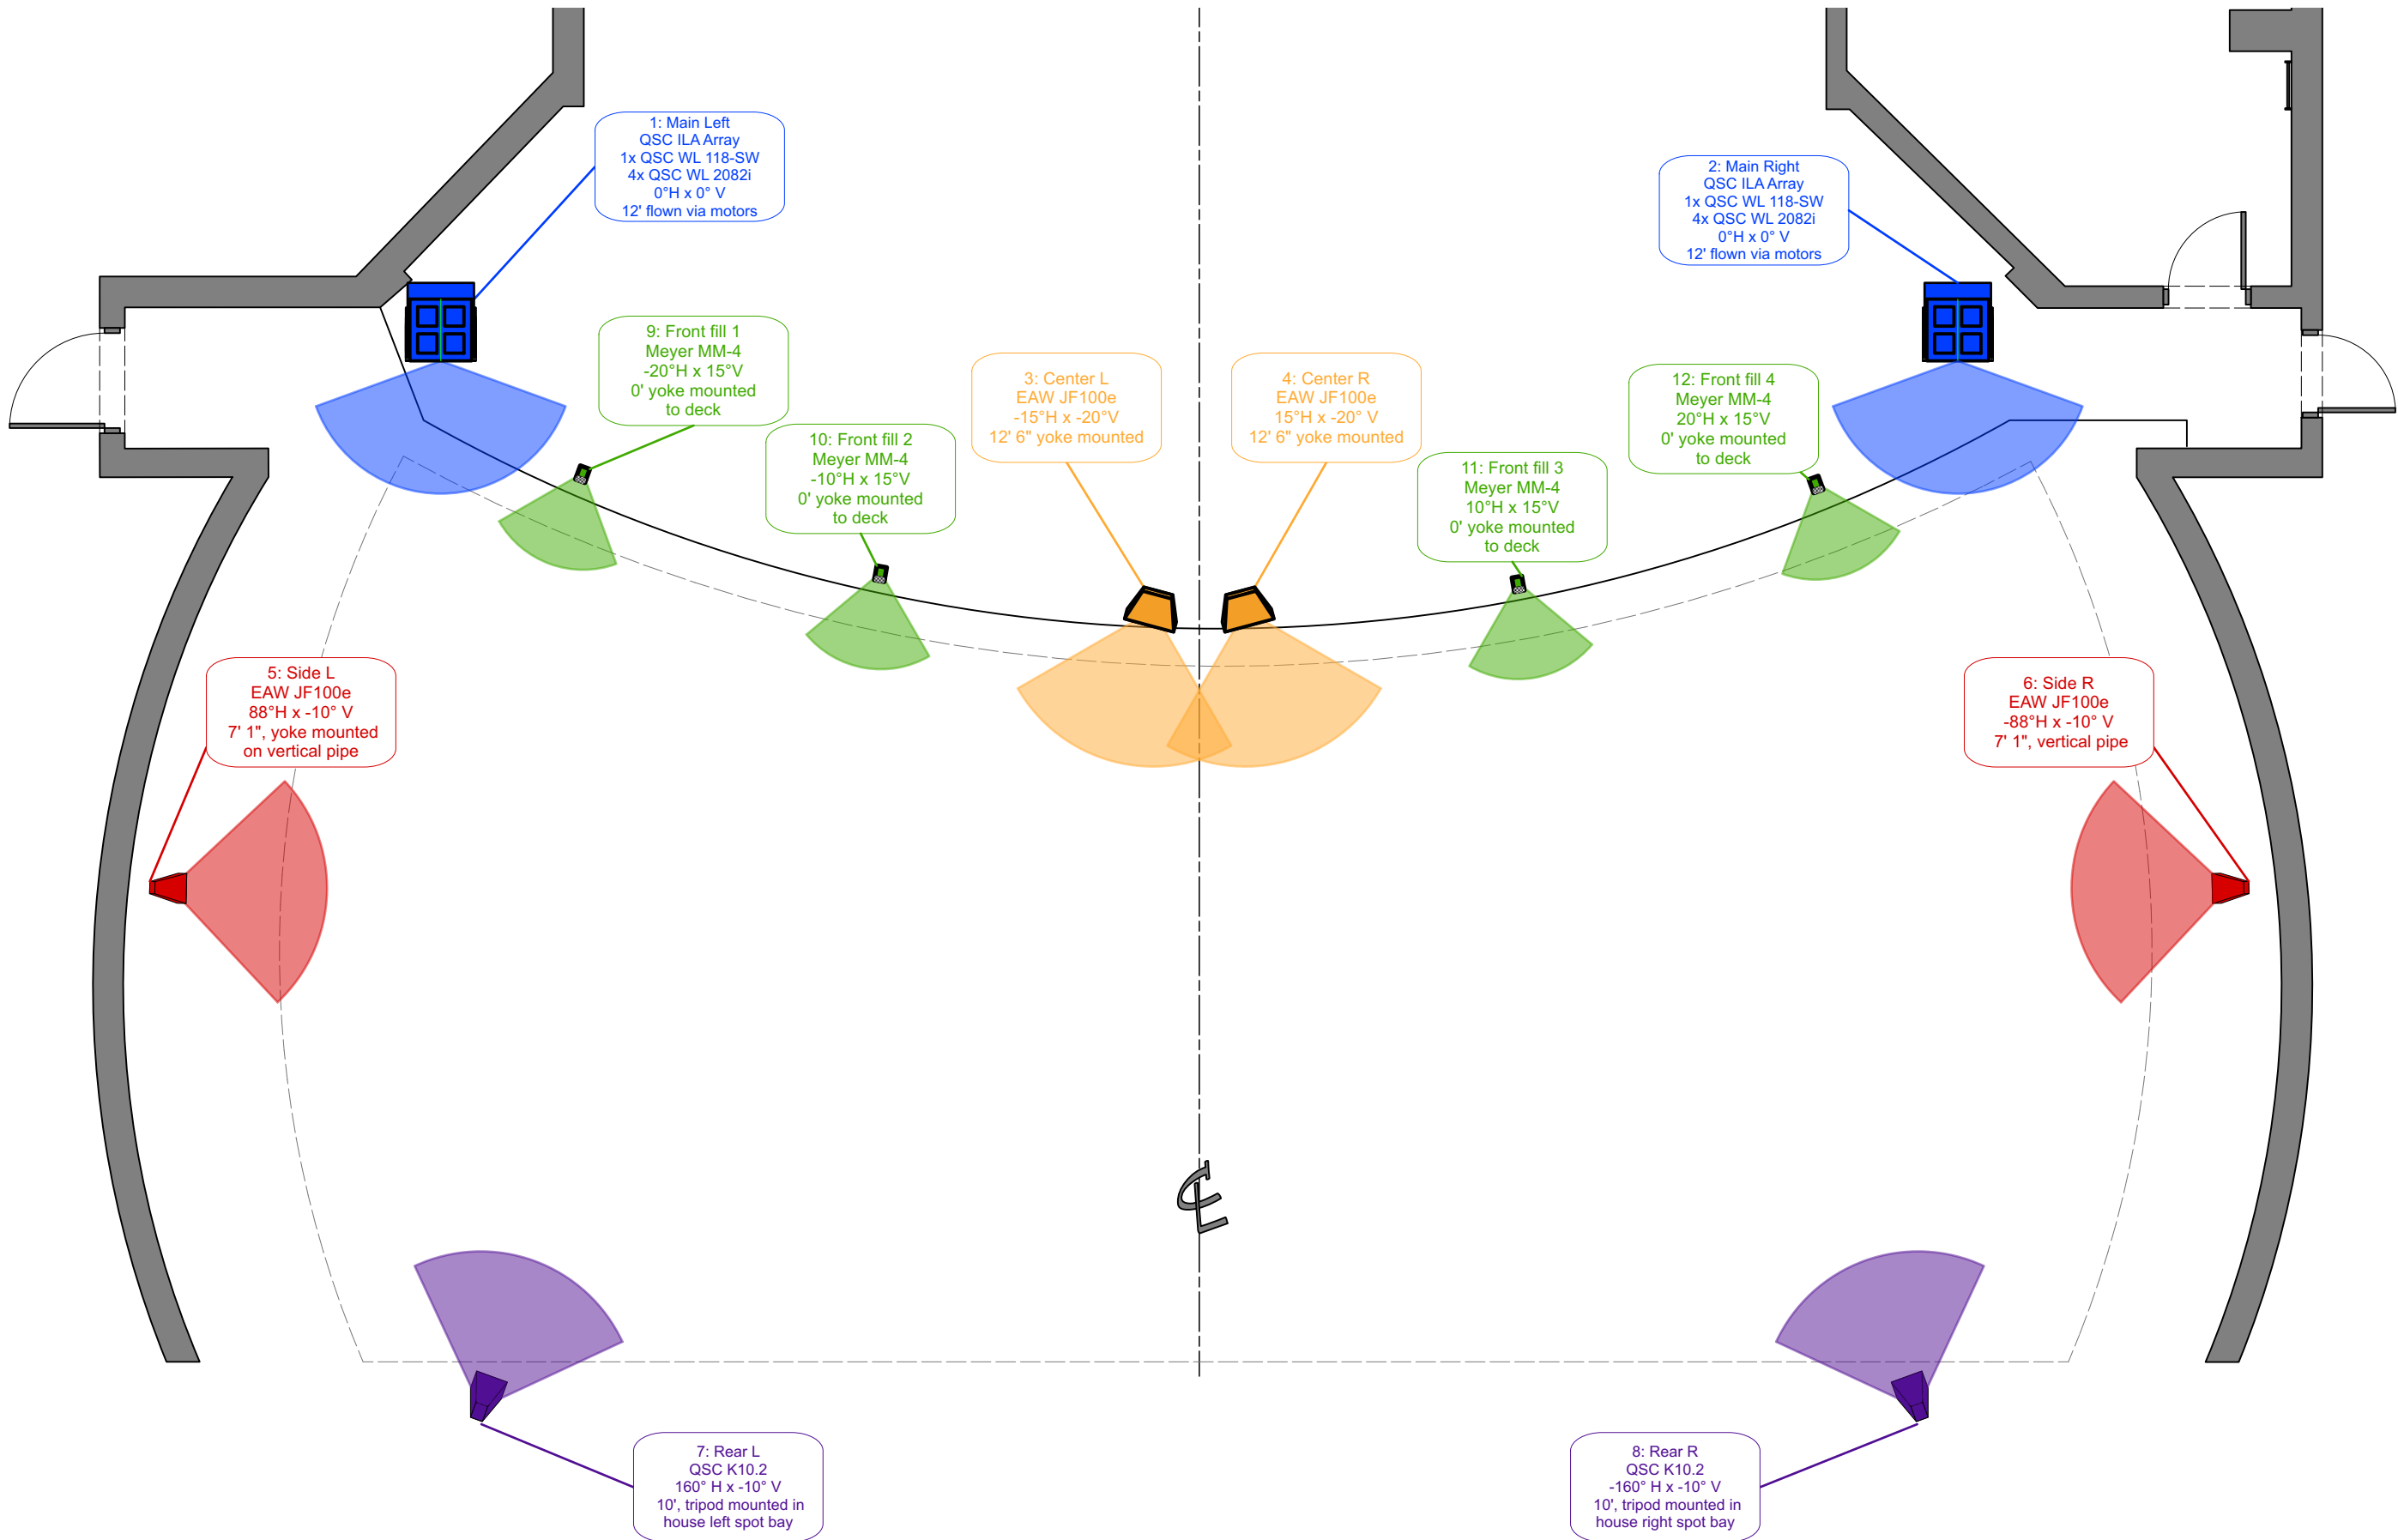 1: Main Left
QSC ILA Array
1x QSC WL 118-SW
4x QSC WL 2082i
0°H x 0° V
12' flown via motors
2: Main Right
QSC ILA Array
1x QSC WL 118-SW
4x QSC WL 2082i
0°H x 0° V
12' flown via motors
9: Front fill 1
Meyer MM-4
-20°H x 15°V
0' yoke mounted
to deck
10: Front fill 2
Meyer MM-4
-10°H x 15°V
0' yoke mounted
to deck
3: Center L
EAW JF100e
-15°H x -20°V
12' 6" yoke mounted
4: Center R
EAW JF100e
15°H x -20° V
12' 6" yoke mounted
11: Front fill 3
Meyer MM-4
10°H x 15°V
0' yoke mounted
to deck
12: Front fill 4
Meyer MM-4
20°H x 15°V
0' yoke mounted
to deck
5: Side L
EAW JF100e
88°H x -10° V
7' 1", yoke mounted
on vertical pipe
6: Side R
EAW JF100e
-88°H x -10° V
7' 1", vertical pipe
℄
7: Rear L
QSC K10.2
160° H x -10° V
10', tripod mounted in
house left spot bay
8: Rear R
QSC K10.2
-160° H x -10° V
10', tripod mounted in
house right spot bay